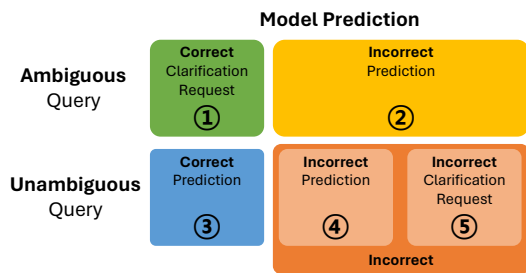 Model Prediction
Ambiguous
Query
Correct
Clarification
Request
①
Incorrect
Prediction
②
Unambiguous
Query
Correct
Prediction
③
Incorrect
Prediction
④
Incorrect
Clarification
Request
⑤
Incorrect